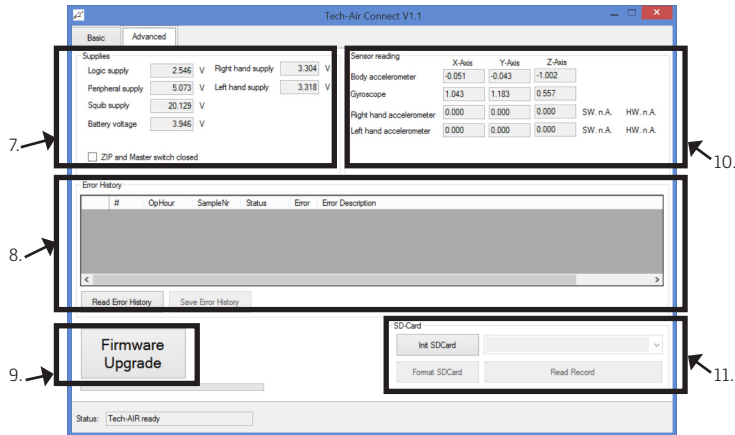 Tech-Air Connect V1.1
Basic Advanced
Supplies
Logic supply 2.546 V Right hand supply 3.304 V
Peripheral supply 5.073 V Left hand supply 3.318 V
Squib supply 20.129 V
Battery voltage 3.946 V
ZIP and Master switch closed
7.
Sensor reading
X-Axis Y-Axis Z-Axis
Body accelerometer -0.051 -0.043 -1.002
Gyroscope 1.043 1.183 0.557
Right hand accelerometer 0.000 0.000 0.000 SW. n.A. HW. n.A.
Left hand accelerometer 0.000 0.000 0.000 SW. n.A. HW. n.A.
10.
Error History
# OpHour SampleNr Status Error Error Description
8.
Read Error History Save Error History
Firmware
Upgrade
9.
SD-Card
Init SDCard
Format SDCard Read Record
11.
Status: Tech-AIR ready